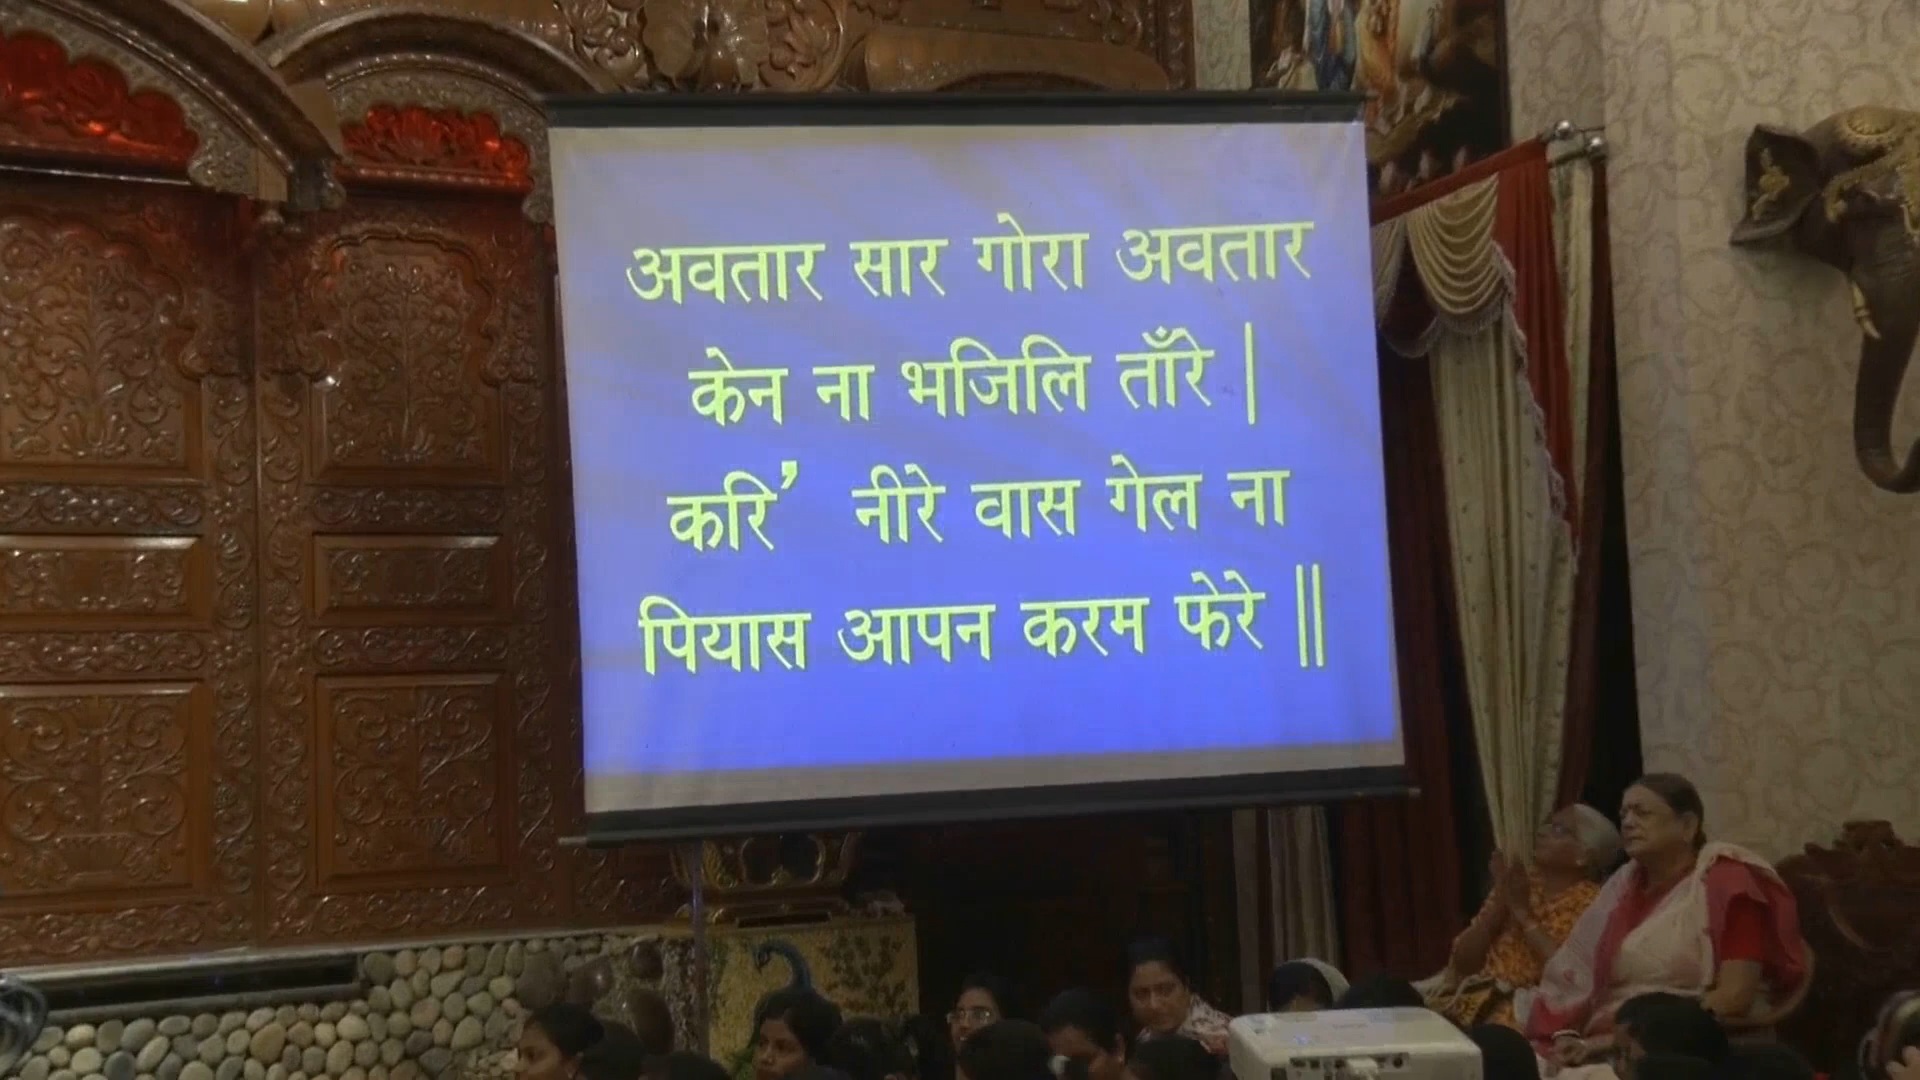 अवतार सार गोरा अवतार
केन ना भजिलि ताँरे |
करि’ नीरे वास गेल ना
पियास आपन करम फेरे ||